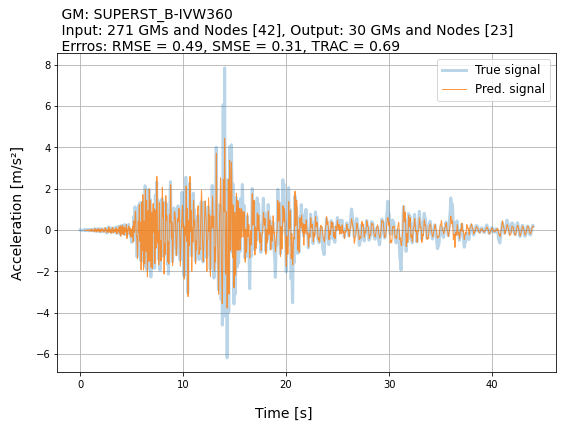 GM: SUPERST_B-IVW360
Input: 271 GMs and Nodes [42], Output: 30 GMs and Nodes [23]
Errros: RMSE = 0.49, SMSE = 0.31, TRAC = 0.69
True signal
Pred. signal
8
6
4
2
0
−2
−4
−6
Acceleration [m/s²]
0 10 20 30 40
Time [s]